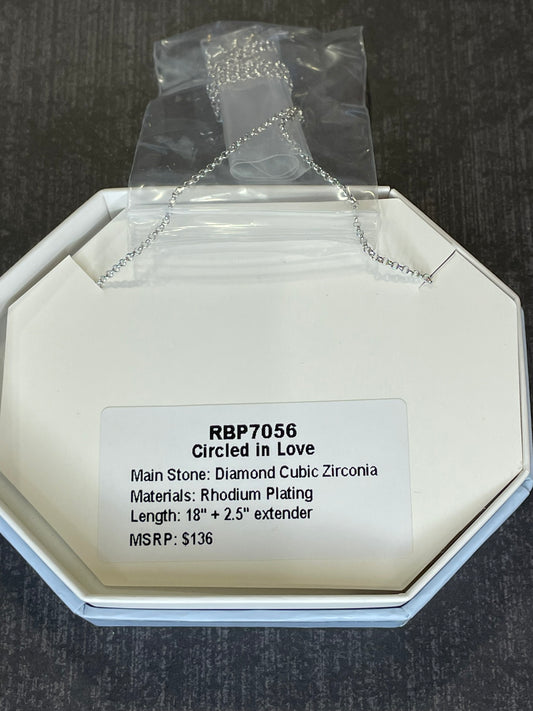 RBP7056
Circled in Love
Main Stone: Diamond Cubic Zirconia
Materials: Rhodium Plating
Length: 18" + 2.5" extender
MSRP: $136